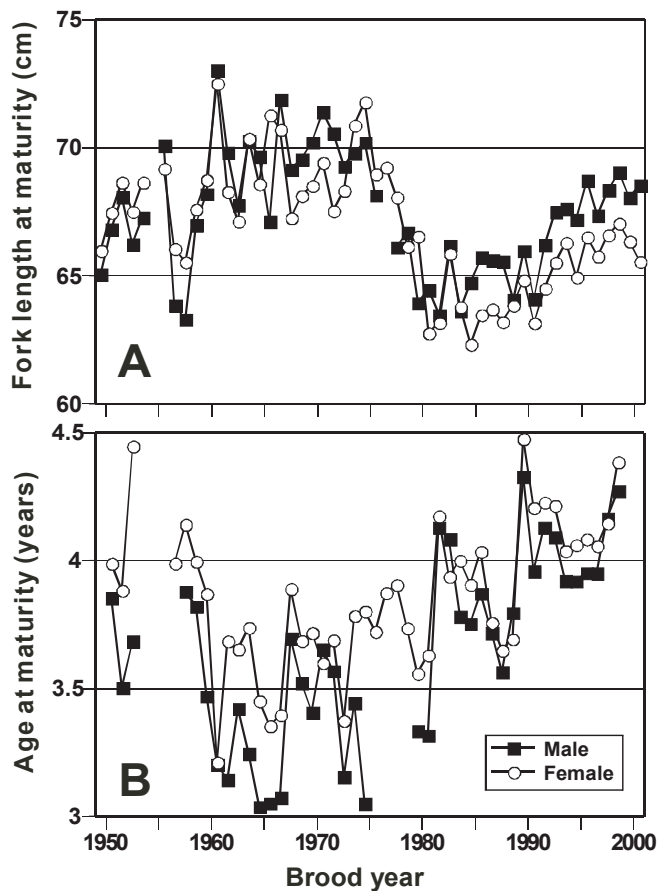 75
70
65
60
Fork length at maturity (cm)
A
4.5
4
3.5
3
Age at maturity (years)
B
Male
Female
1950 1960 1970 1980 1990 2000
Brood year